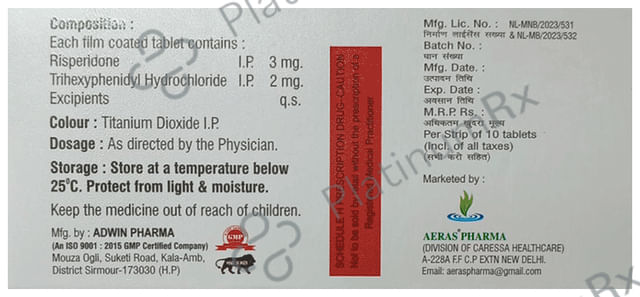 Composition :
Each film coated tablet contains :
Risperidone I.P. 3 mg.
Trihexyphenidyl Hydrochloride I.P. 2 mg.
Excipients q.s.
Colour : Titanium Dioxide I.P.
Dosage : As directed by the Physician.
Storage : Store at a temperature below
25°C. Protect from light & moisture.
Keep the medicine out of reach of children.
Mfg. by : ADWIN PHARMA
(An ISO 9001 : 2015 GMP Certified Company)
Mouza Ogli, Suketi Road, Kala-Amb,
District Sirmour-173030 (H.P)
GMP
SCHEDULE H PRESCRIPTION DRUG-CAUTION
Not to be sold by retail without the prescription of a
Registered Medical Practitioner
Mfg. Lic. No. : NL-MNB/2023/531
निर्माण लाईसेंस सख्या & NL-MB/2023/532
Batch No. :
घान संख्य
Mfg. Date. :
उत्पादन तिथि
Exp. Date :
अवसान तिथि
M.R.P. Rs. :
अधिकतम खुदरा मूल्य
Per Strip of 10 tablets
(Incl. of all taxes)
(सभी करों सहित)
Marketed by :
AERAS PHARMA
(DIVISION OF CARESSA HEALTHCARE)
A-228A F.F C.P EXTN NEW DELHI.
Email: aeraspharma@gmail.com
PlatinumRx